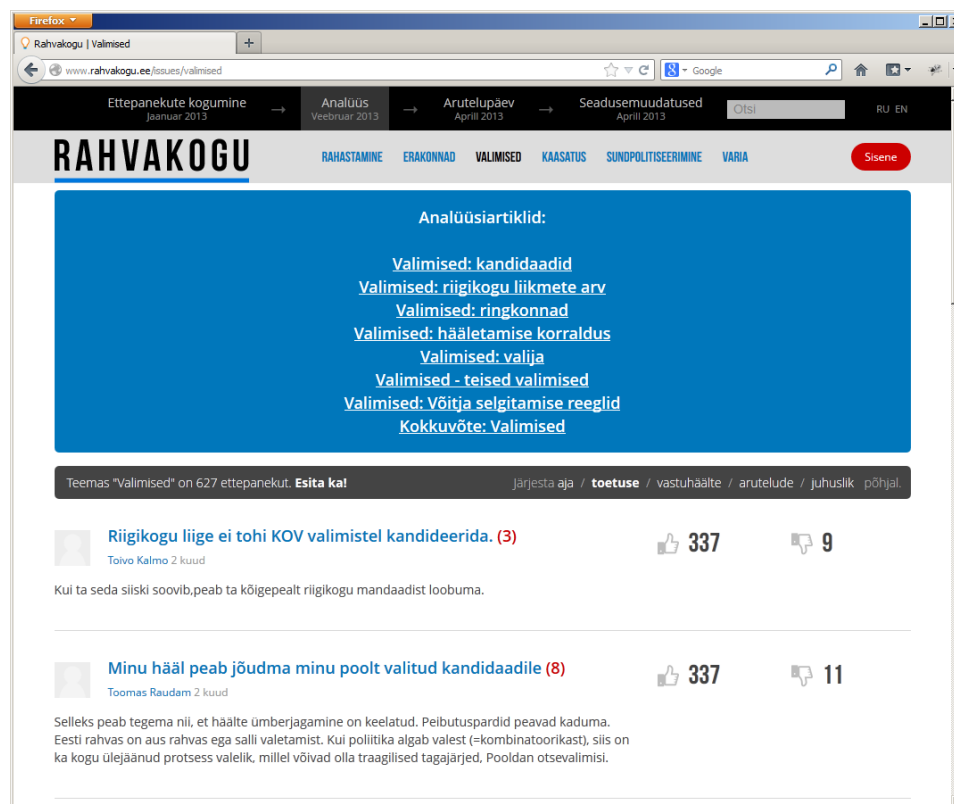 Firefox
Rahvakogu | Valimised
www.rahvakogu.ee/issues/valimised
Google
Ettepanekute kogumine → Analüüs → Arutelupäev → Seadusemuudatused Otsi RU EN
Jaanuar 2013 Veebruar 2013 Aprill 2013 Aprill 2013
RAHVAKOGU RAHASTAMINE ERAKONNAD VALIMISED KAASATUS SUNDPOLITISEERIMINE VARIA Sisene
Analüüsiartiklid:
Valimised: kandidaadid
Valimised: riigikogu liikmete arv
Valimised: ringkonnad
Valimised: hääletamise korraldus
Valimised: valija
Valimised - teised valimised
Valimised: Võitja selgitamise reeglid
Kokkuvõte: Valimised
Teemas "Valimised" on 627 ettepanekut. Esita ka! Järjesta aja / toetuse / vastuhäälte / arutelude / juhuslik põhjal.
Riigikogu liige ei tohi KOV valimistel kandideerida. (3) 337 9
Toivo Kalmo 2 kuud
Kui ta seda siiski soovib,peab ta kõigepealt riigikogu mandaadist loobuma.
Minu hääl peab jõudma minu poolt valitud kandidaadile (8) 337 11
Toomas Raudam 2 kuud
Selleks peab tegema nii, et häälte ümberjagamine on keelatud. Peibutuspardid peavad kaduma.
Eesti rahvas on aus rahvas ega salli valetamist. Kui poliitika algab valest (=kombinatoorikast), siis on
ka kogu ülejäänud protsess valelik, millel võivad olla traagilised tagajärjed, Pooldan otsevalimisi.